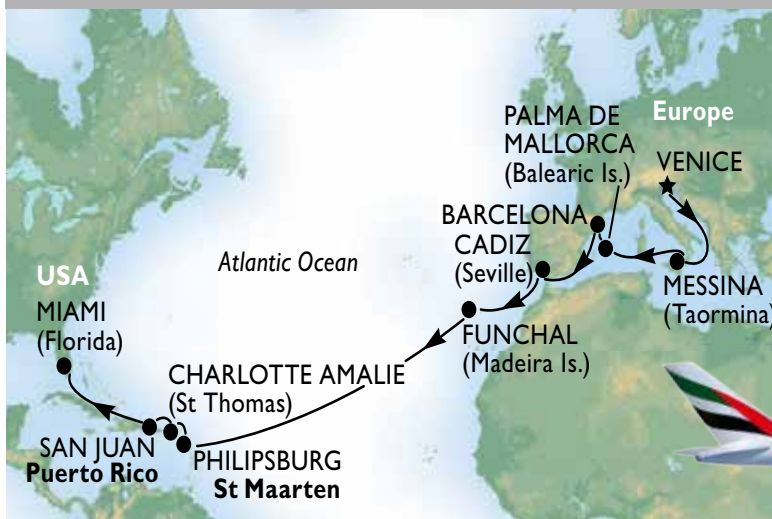 PALMA DE
MALLORCA
(Balearic Is.)
Europe
VENICE
BARCELONA
CADIZ
(Seville)
MESSINA
(Taormina)
Atlantic Ocean
USA
MIAMI
(Florida)
FUNCHAL
(Madeira Is.)
CHARLOTTE AMALIE
(St Thomas)
SAN JUAN
Puerto Rico
PHILIPSBURG
St Maarten